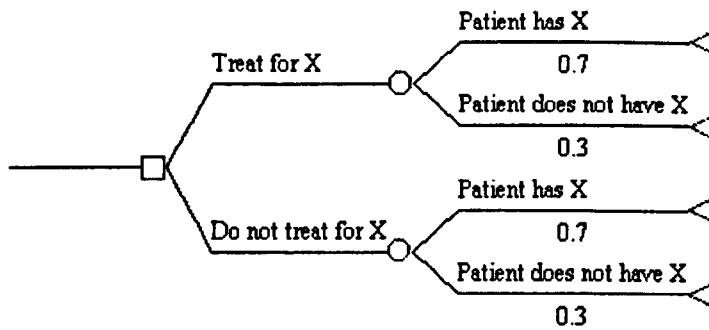 Patient has X
Treat for X
0.7
Patient does not have X
0.3
Patient has X
Do not treat for X
0.7
Patient does not have X
0.3